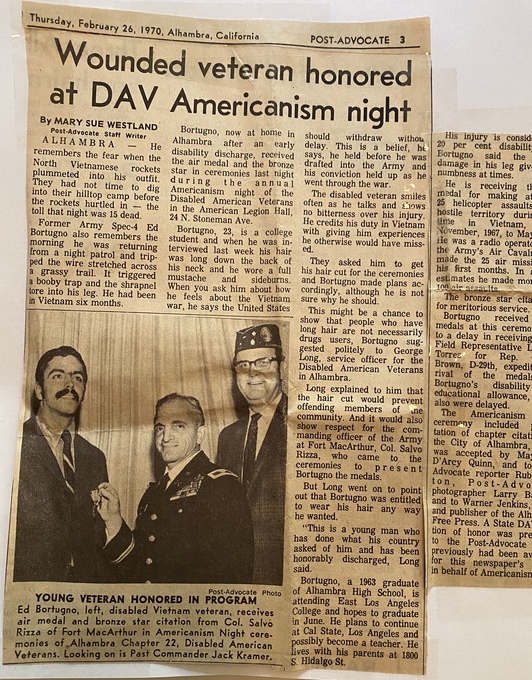 Thursday, February 26, 1970, Alhambra, California
POST-ADVOCATE 3
Wounded veteran honored
at DAV Americanism night
By MARY SUE WESTLAND
Post-Advocate Staff Writer
ALHAMBRA — He
remembers the fear when the
North Vietnamese rockets
plummeted into his outfit.
They had not time to dig
into their hilltop camp before
the rockets hurtled in — the
toll that night was 15 dead.
Former Army Spec-4 Ed
Bortugno also remembers the
morning he was returning
from a night patrol and trip-
ped the wire stretched across
a grassy trail. It triggered
a booby trap and the shrapnel
tore into his leg. He had been
in Vietnam six months.
Bortugno, now at home in
Alhambra after an early
disability discharge, received
the air medal and the bronze
star in ceremonies last night
during the annual
Americanism night of the
Disabled American Veterans
in the American Legion Hall,
24 N. Stoneman Ave.
Bortugno, 23, is a college
student and when he was in-
terviewed last week his hair
was long down the back of
his neck and he wore a full
mustache and sideburns.
When you ask him about how
he feels about the Vietnam
war, he says the United States
should withdraw without
delay. This is a belief, he
says, he held before he was
drafted into the Army and
his conviction held up as he
went through the war.
The disabled veteran smiles
often as he talks and shows
no bitterness over his injury.
He credits his duty in Vietnam
with giving him experiences
he otherwise would have miss-
ed.
They asked him to get
his hair cut for the ceremonies
and Bortugno made plans ac-
cordingly, although he is not
sure why he should.
This might be a chance to
show that people who have
long hair are not necessarily
drugs users, Bortugno sug-
gested politely to George
Long, service officer for the
Disabled American Veterans
in Alhambra.
Long explained to him that
the hair cut would prevent
offending members of the
community. And it would also
show respect for the com-
manding officer of the Army
at Fort MacArthur, Col. Salvo
Rizza, who came to the
ceremonies to present
Bortugno the medals.
But Long went on to point
out that Bortugno was entitled
to wear his hair any way
he wanted.
"This is a young man who
has done what his country
asked of him and has been
honorably discharged, Long
said.
Bortugno, a 1963 graduate
of Alhambra High School, is
attending East Los Angeles
College and hopes to graduate
in June. He plans to continue
at Cal State, Los Angeles and
possibly become a teacher. He
lives with his parents at 1800
S. Hidalgo St.
His injury is consid
20 per cent disability
Bortugno said the
damage in his leg give
numbness at times.
He is receiving
medal for making at
25 helicopter assault
hostile territory durin
time in Vietnam,
November, 1967, to May
He was a radio operato
the Army's Air Cavalr
made the 25 air missi
his first months. In
estimates he made mor
100 air assaults.
The bronze star cit
for meritorious service.
Bortugno received
medals at this ceremo
to a delay in receiving
Field Representative L
Torres for Rep.
Brown, D-29th, expedit
rival of the medals
Bortugno's disability
educational allowance,
also were delayed.
The Americanism
ceremony included
tation of chapter citati
the City of Alhambra,
was accepted by May
D'Arcy Quinn, and to
Advocate reporter Rub
ton, Post-Advo
photographer Larry
and to Warner Jenkins,
and publisher of the Alh
Free Press. A State DA
tion of honor was pre
to the Post-Advocate
previously had been aw
for this newspaper's
in behalf of Americanis
Post-Advocate Photo
YOUNG VETERAN HONORED IN PROGRAM
Ed Bortugno, left, disabled Vietnam veteran, receives
air medal and bronze star citation from Col. Salvo
Rizza of Fort MacArthur in Americanism Night cere-
monies of Alhambra Chapter 22, Disabled American
Veterans. Looking on is Past Commander Jack Kramer.